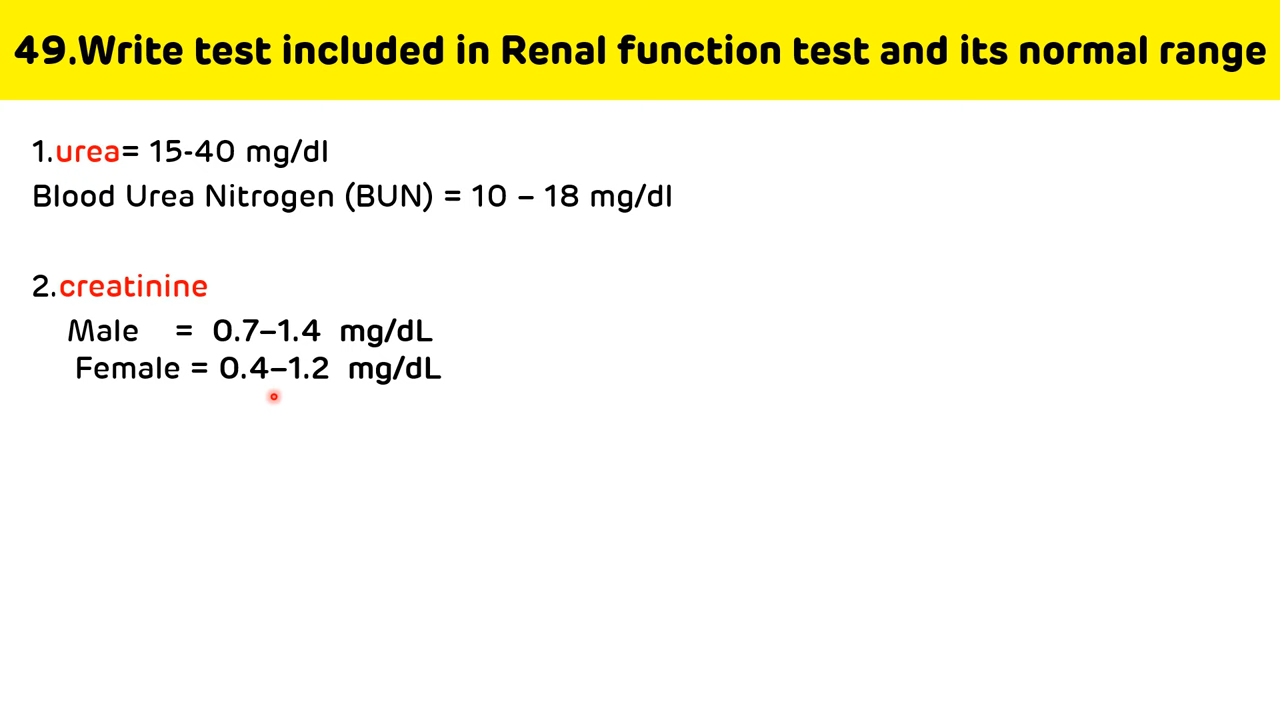 49.Write test included in Renal function test and its normal range
1.urea= 15-40 mg/dl
Blood Urea Nitrogen (BUN) = 10 – 18 mg/dl
2.creatinine
Male = 0.7–1.4 mg/dL
Female = 0.4–1.2 mg/dL